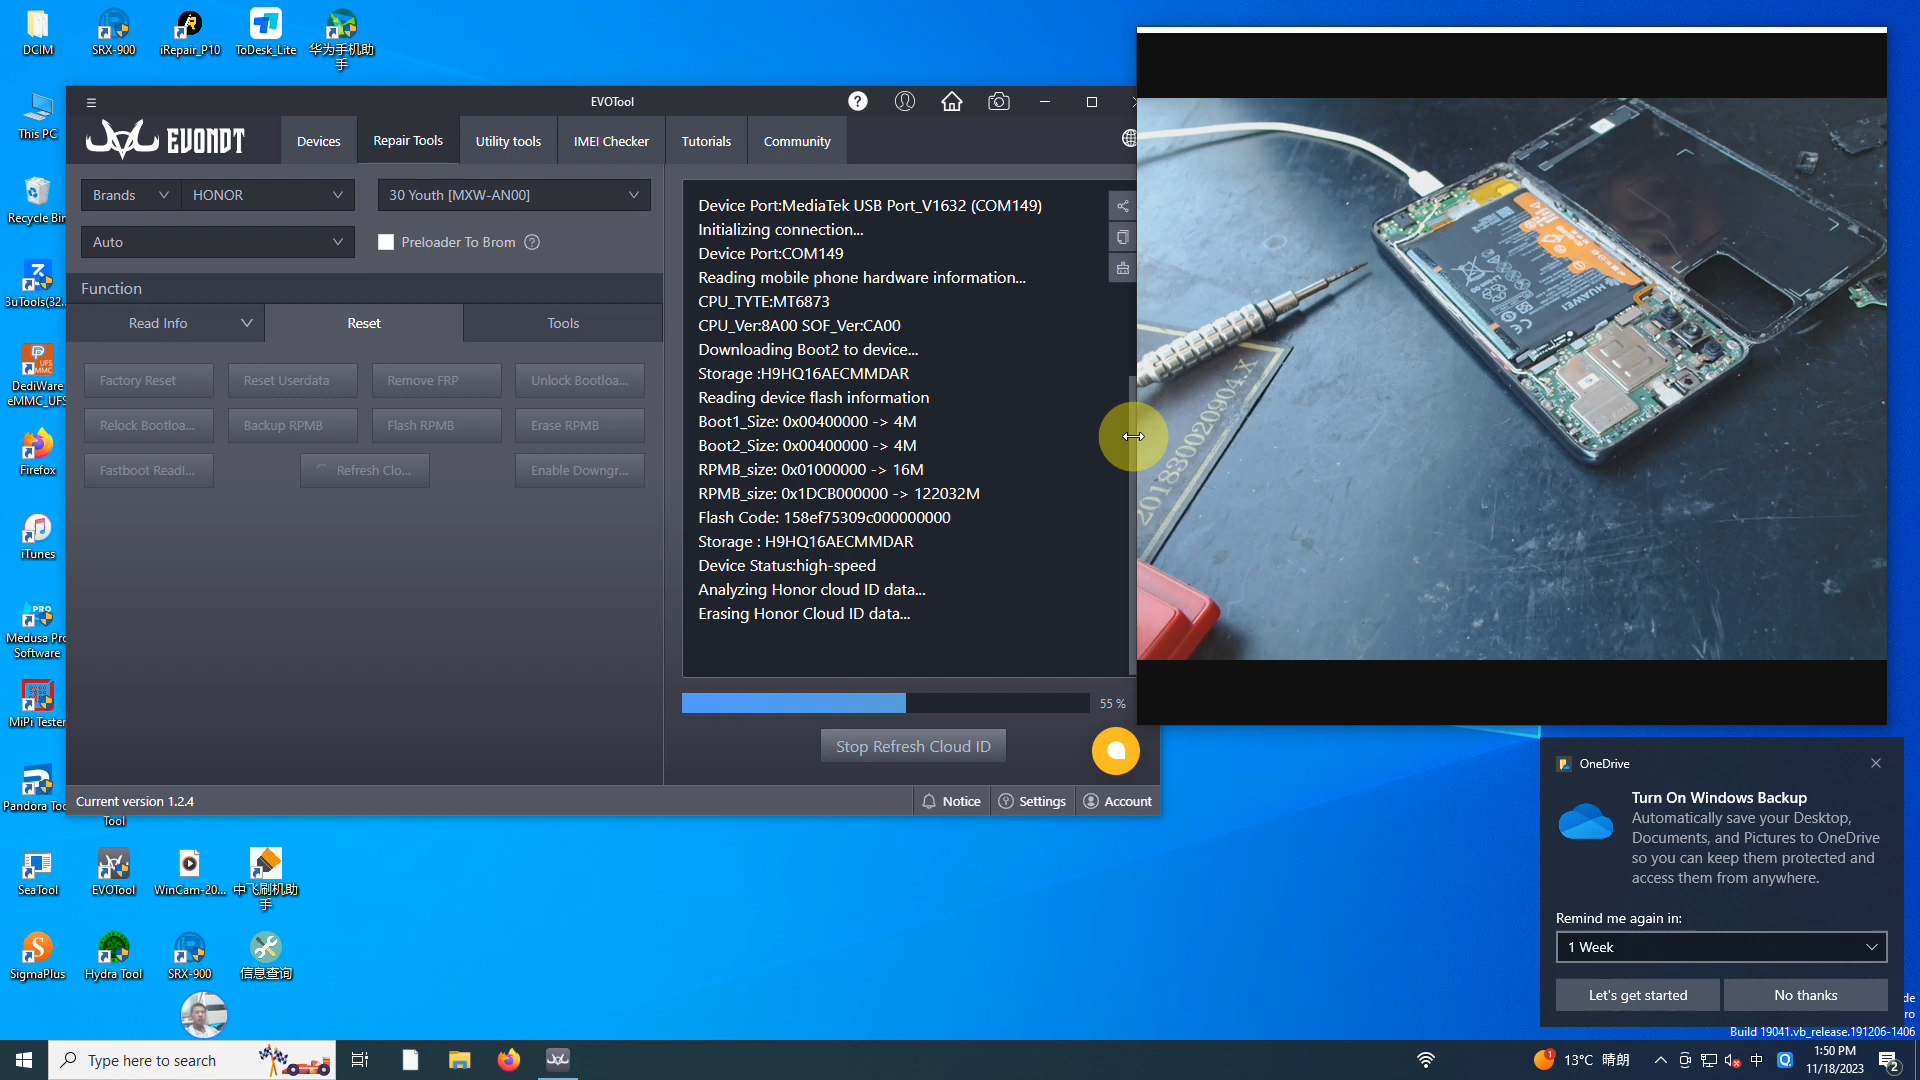 DCIM
SRX-900
iRepair_P10
ToDesk_Lite
华为手机助
手
This PC
Recycle Bin
3uTools(32...
DediWare
eMMC_UFS
Firefox
iTunes
Medusa Pro
Software
MiPi Tester
Pandora Too
Tool
SeaTool
EVOTool
WinCam-20...
中飞刷机助
手
SigmaPlus
Hydra Tool
SRX-900
信息查询
EVOTool
EVONDT
Devices
Repair Tools
Utility tools
IMEI Checker
Tutorials
Community
Brands
HONOR
30 Youth [MXW-AN00]
Auto
Preloader To Brom
Function
Read Info
Reset
Tools
Factory Reset
Reset Userdata
Remove FRP
Unlock Bootloa...
Relock Bootloa...
Backup RPMB
Flash RPMB
Erase RPMB
Fastboot Readl...
Refresh Clo...
Enable Downgr...
Device Port:MediaTek USB Port_V1632 (COM149)
Initializing connection...
Device Port:COM149
Reading mobile phone hardware information...
CPU_TYTE:MT6873
CPU_Ver:8A00 SOF_Ver:CA00
Downloading Boot2 to device...
Storage :H9HQ16AECMMDAR
Reading device flash information
Boot1_Size: 0x00400000 -> 4M
Boot2_Size: 0x00400000 -> 4M
RPMB_size: 0x01000000 -> 16M
RPMB_size: 0x1DCB000000 -> 122032M
Flash Code: 158ef75309c000000000
Storage : H9HQ16AECMMDAR
Device Status:high-speed
Analyzing Honor cloud ID data...
Erasing Honor Cloud ID data...
55 %
Stop Refresh Cloud ID
Current version 1.2.4
Notice
Settings
Account
HUAWEI
201830020904.X
OneDrive
Turn On Windows Backup
Automatically save your Desktop,
Documents, and Pictures to OneDrive
so you can keep them protected and
access them from anywhere.
Remind me again in:
1 Week
Let's get started
No thanks
Build 19041.vb_release.191206-1406
Type here to search
13°C 晴朗
中
1:50 PM
11/18/2023
2